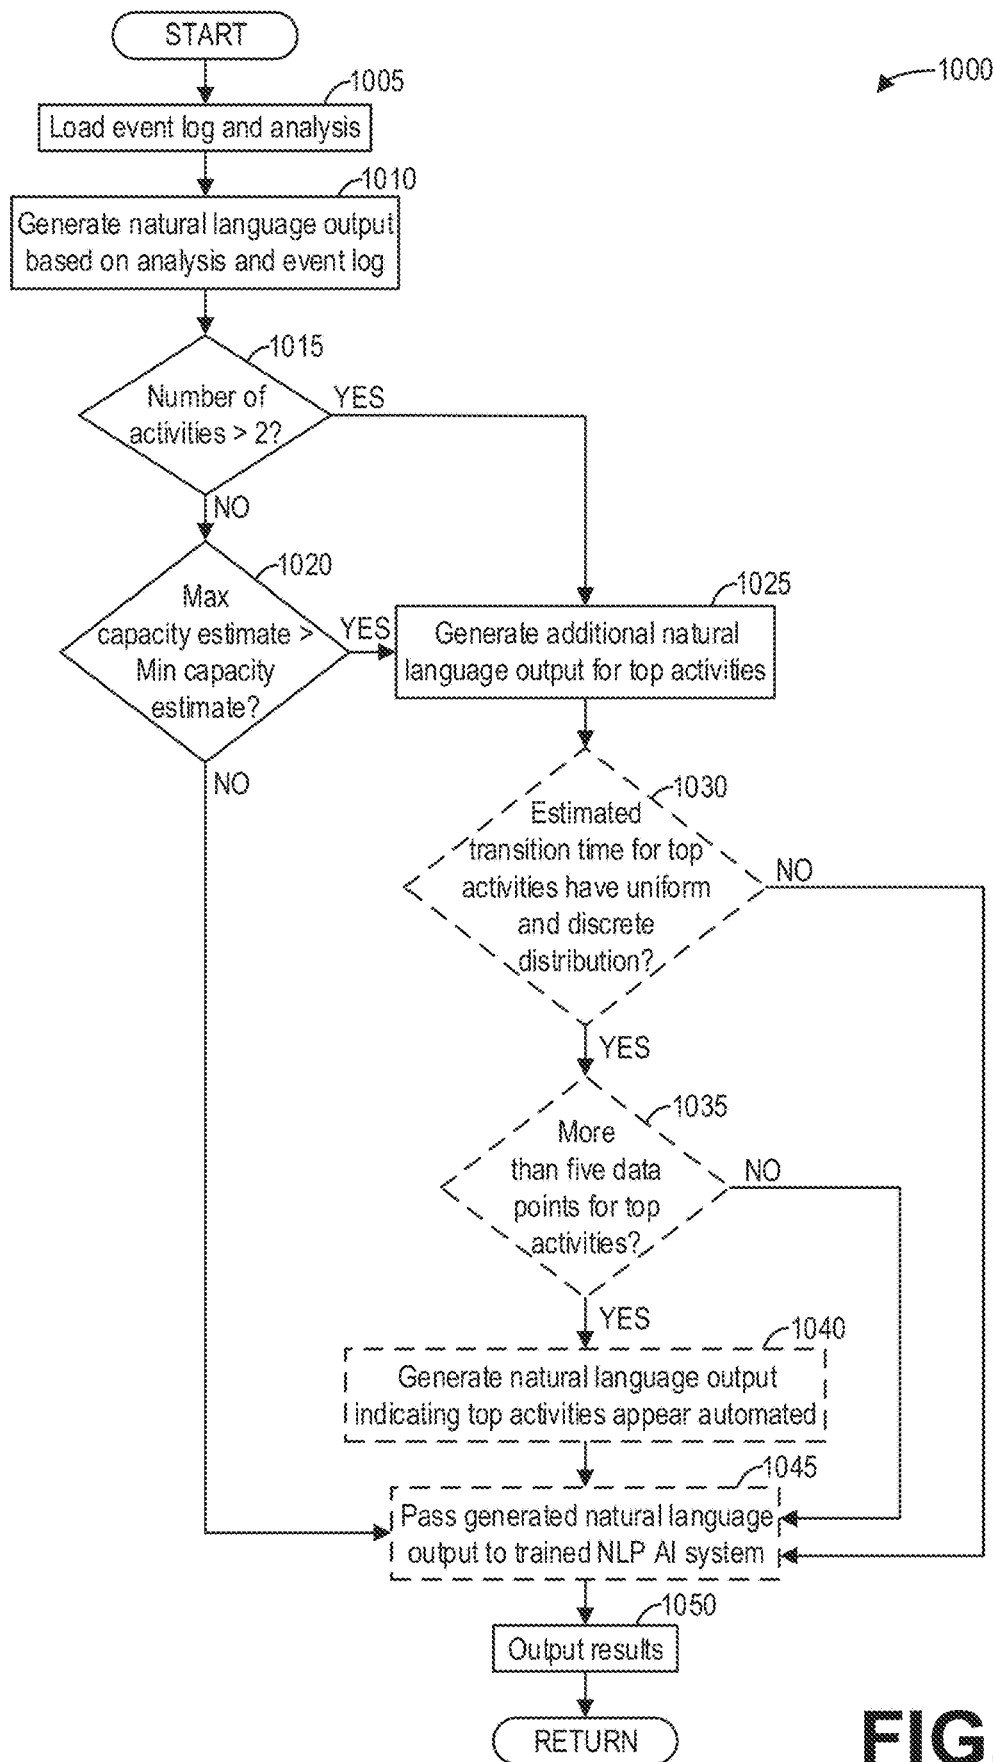 START
1000
1005
Load event log and analysis
1010
Generate natural language output
based on analysis and event log
1015
Number of
activities > 2?
YES
NO
1020
Max
capacity estimate >
Min capacity
estimate?
YES
NO
1025
Generate additional natural
language output for top activities
1030
Estimated
transition time for top
activities have uniform
and discrete
distribution?
NO
YES
1035
More
than five data
points for top
activities?
NO
YES
1040
Generate natural language output
indicating top activities appear automated
1045
Pass generated natural language
output to trained NLP AI system
1050
Output results
RETURN
FIG